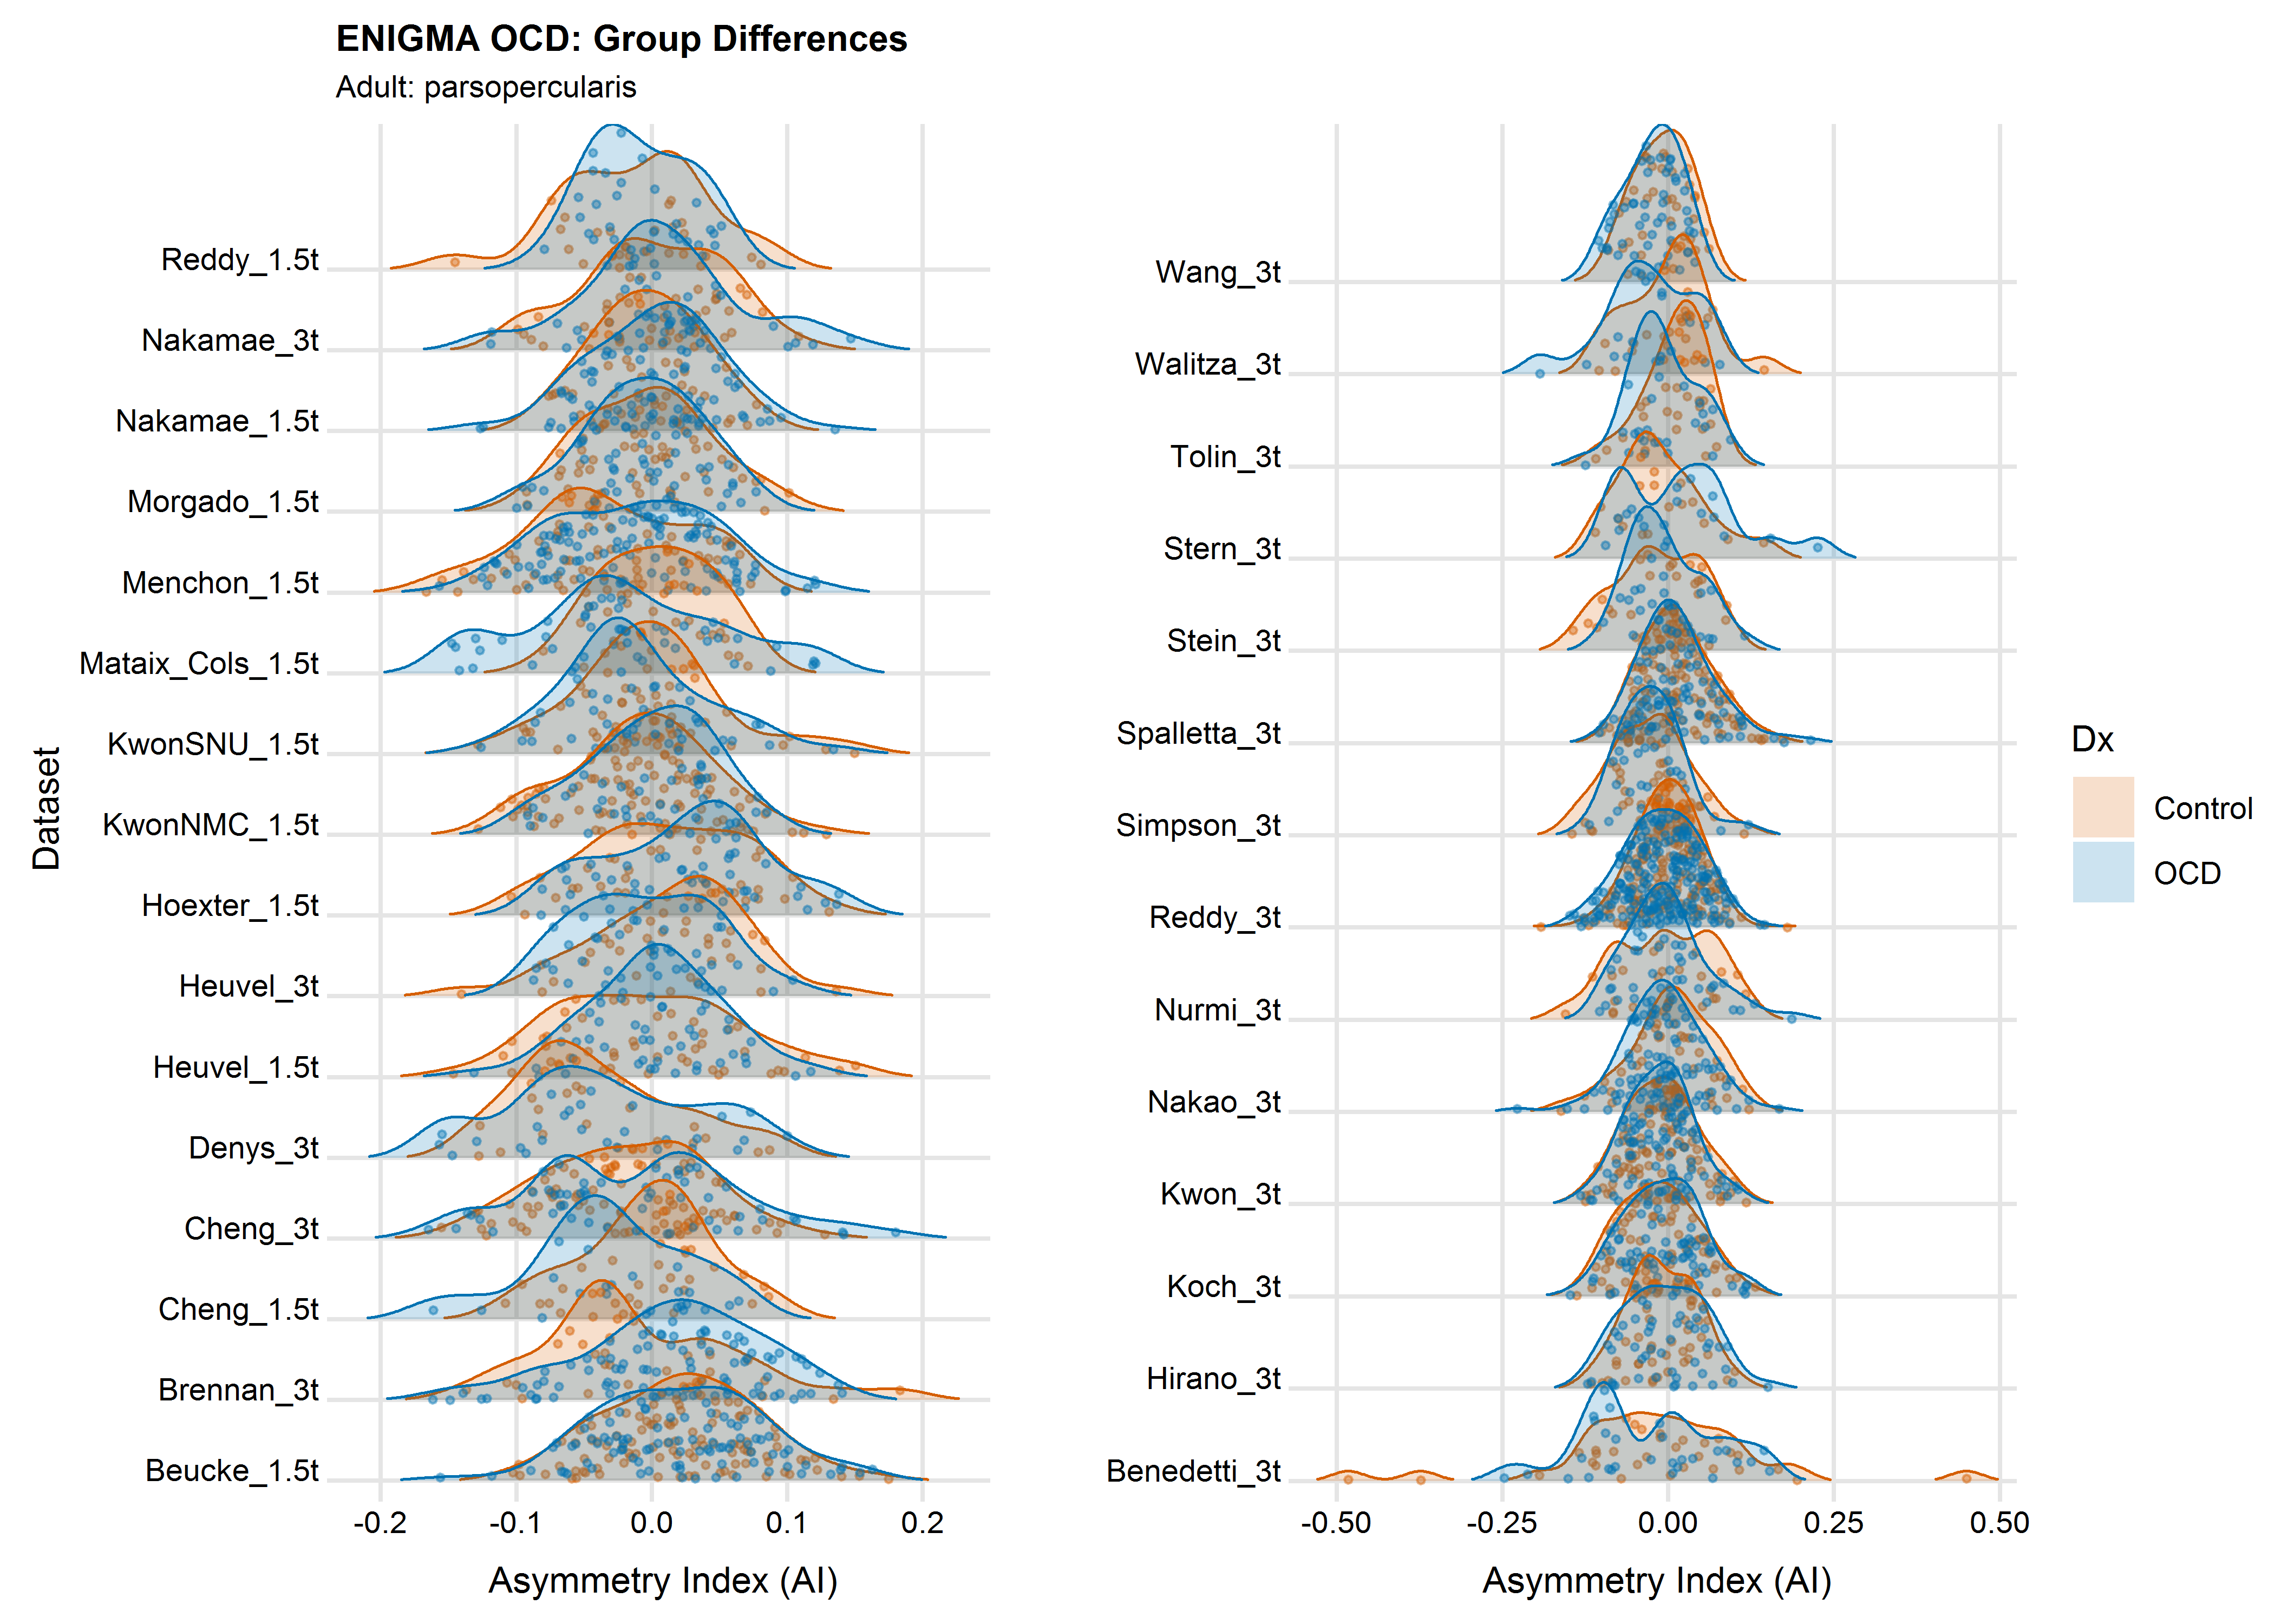 ENIGMA OCD: Group Differences
Adult: parsopercularis
Dataset
Reddy_1.5t
Nakamae_3t
Nakamae_1.5t
Morgado_1.5t
Menchon_1.5t
Mataix_Cols_1.5t
KwonSNU_1.5t
KwonNMC_1.5t
Hoexter_1.5t
Heuvel_3t
Heuvel_1.5t
Denys_3t
Cheng_3t
Cheng_1.5t
Brennan_3t
Beucke_1.5t
-0.2 -0.1 0.0 0.1 0.2
Asymmetry Index (AI)
Wang_3t
Walitza_3t
Tolin_3t
Stern_3t
Stein_3t
Spalletta_3t
Simpson_3t
Reddy_3t
Nurmi_3t
Nakao_3t
Kwon_3t
Koch_3t
Hirano_3t
Benedetti_3t
-0.50 -0.25 0.00 0.25 0.50
Asymmetry Index (AI)
Dx
Control
OCD